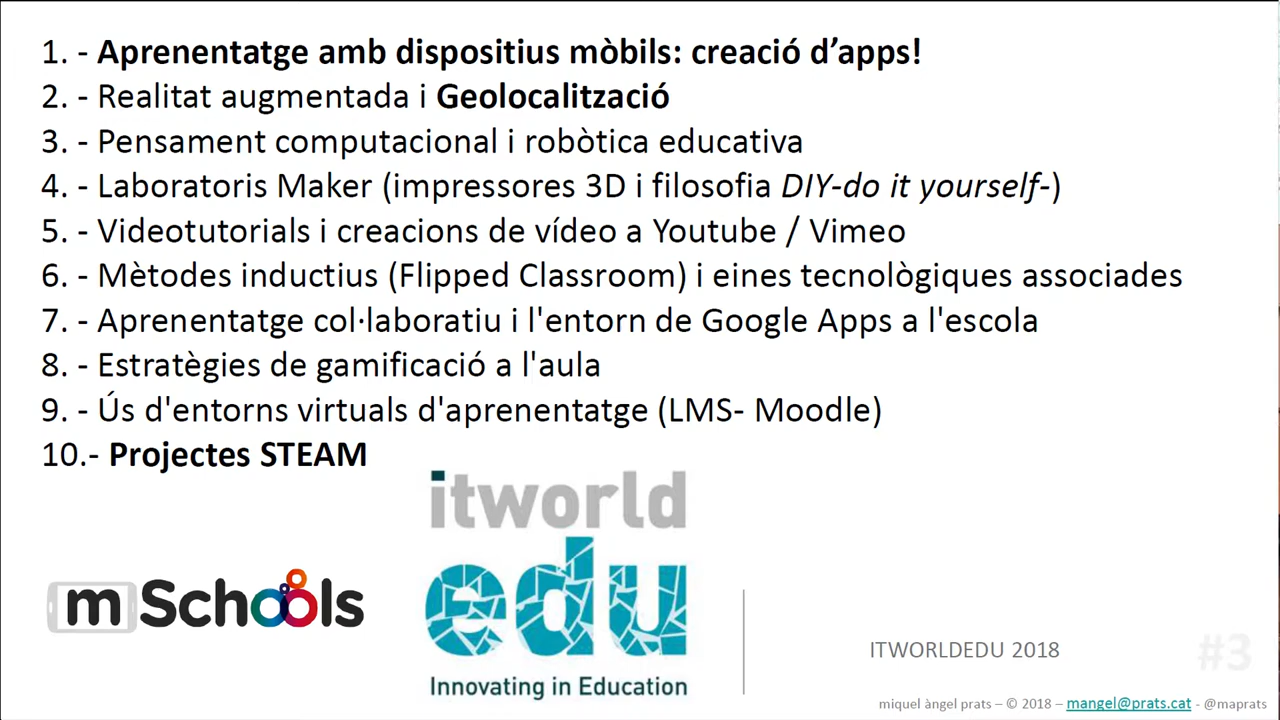 1. - Aprenentatge amb dispositius mòbils: creació d’apps!
2. - Realitat augmentada i Geolocalització
3. - Pensament computacional i robòtica educativa
4. - Laboratoris Maker (impressores 3D i filosofia DIY-do it yourself-)
5. - Videotutorials i creacions de vídeo a Youtube / Vimeo
6. - Mètodes inductius (Flipped Classroom) i eines tecnològiques associades
7. - Aprenentatge col·laboratiu i l'entorn de Google Apps a l'escola
8. - Estratègies de gamificació a l'aula
9. - Ús d'entorns virtuals d'aprenentatge (LMS- Moodle)
10.- Projectes STEAM
itworld
edu
Innovating in Education
mSchools
ITWORLDEDU 2018
#3
miquel àngel prats – © 2018 – mangel@prats.cat - @maprats